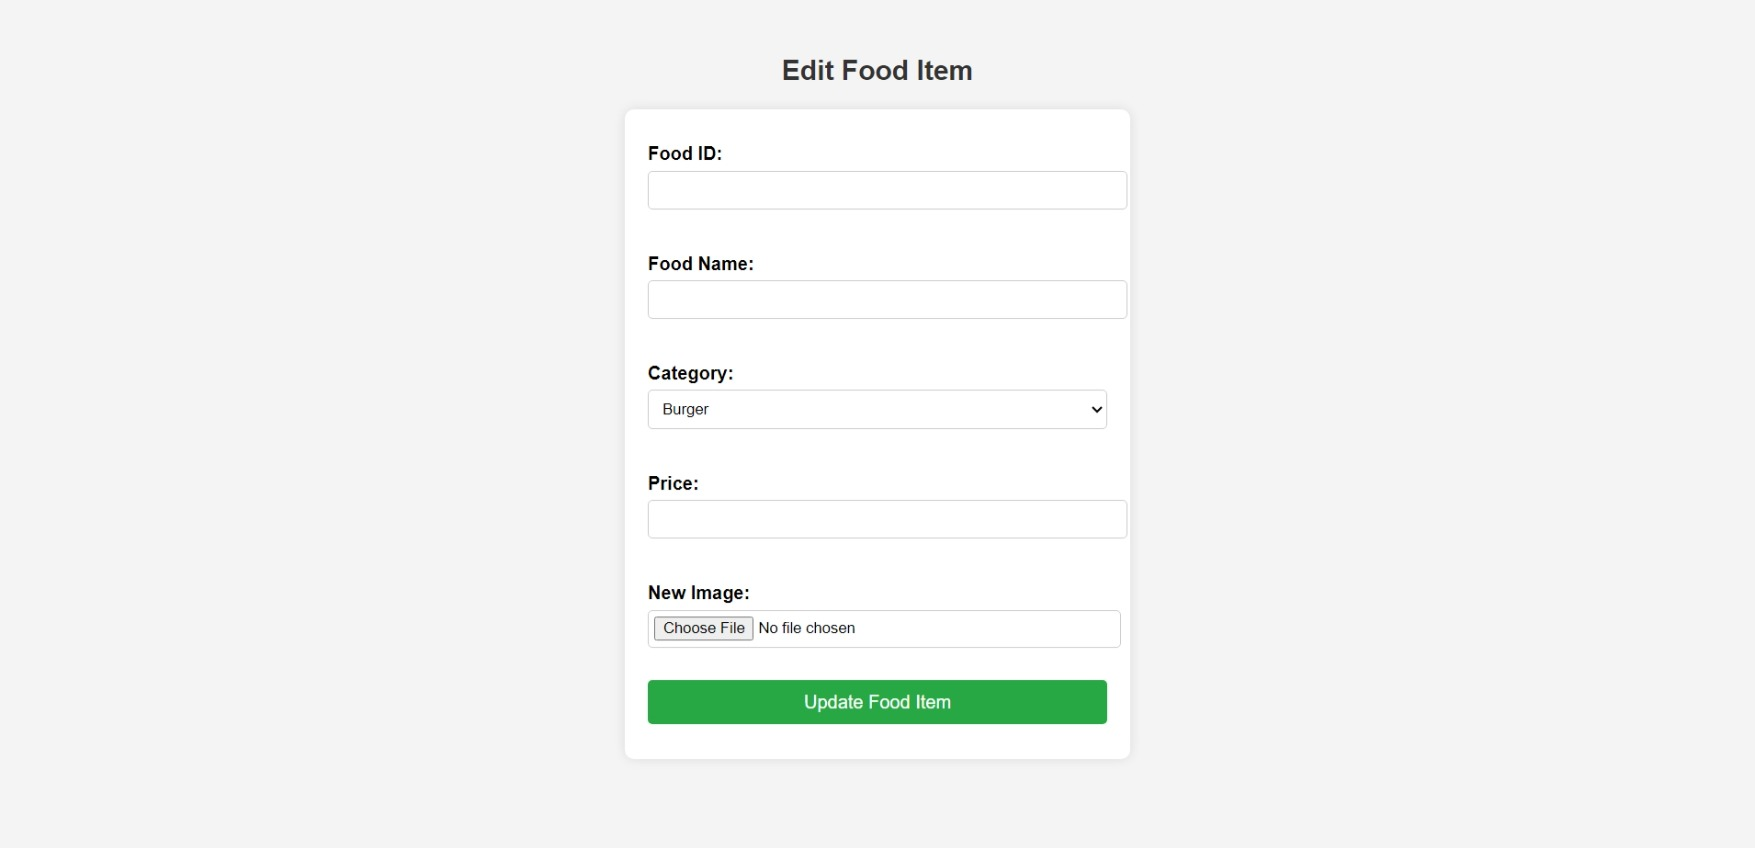 Edit Food Item
Food ID:
Food Name:
Category:
Burger
Price:
New Image:
Choose File No file chosen
Update Food Item